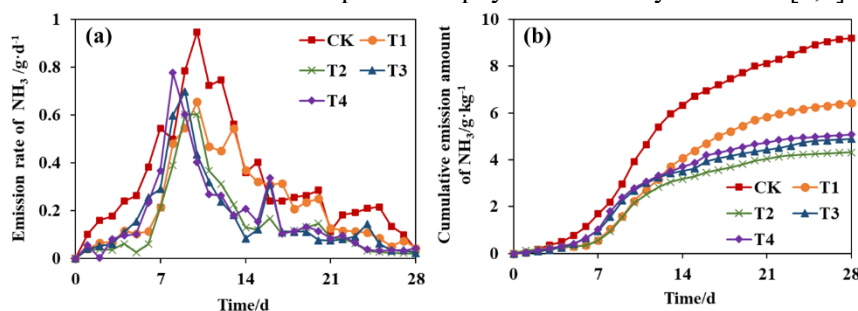 (a)
Emission rate of NH₃ /g·d⁻¹
1
0.8
0.6
0.4
0.2
0
CK
T1
T2
T3
T4
0
7
14
21
28
Time/d
(b)
Cumulative emission amount
of NH₃/g·kg⁻¹
10
8
6
4
2
0
CK
T1
T2
T3
T4
0
7
14
21
28
Time/d